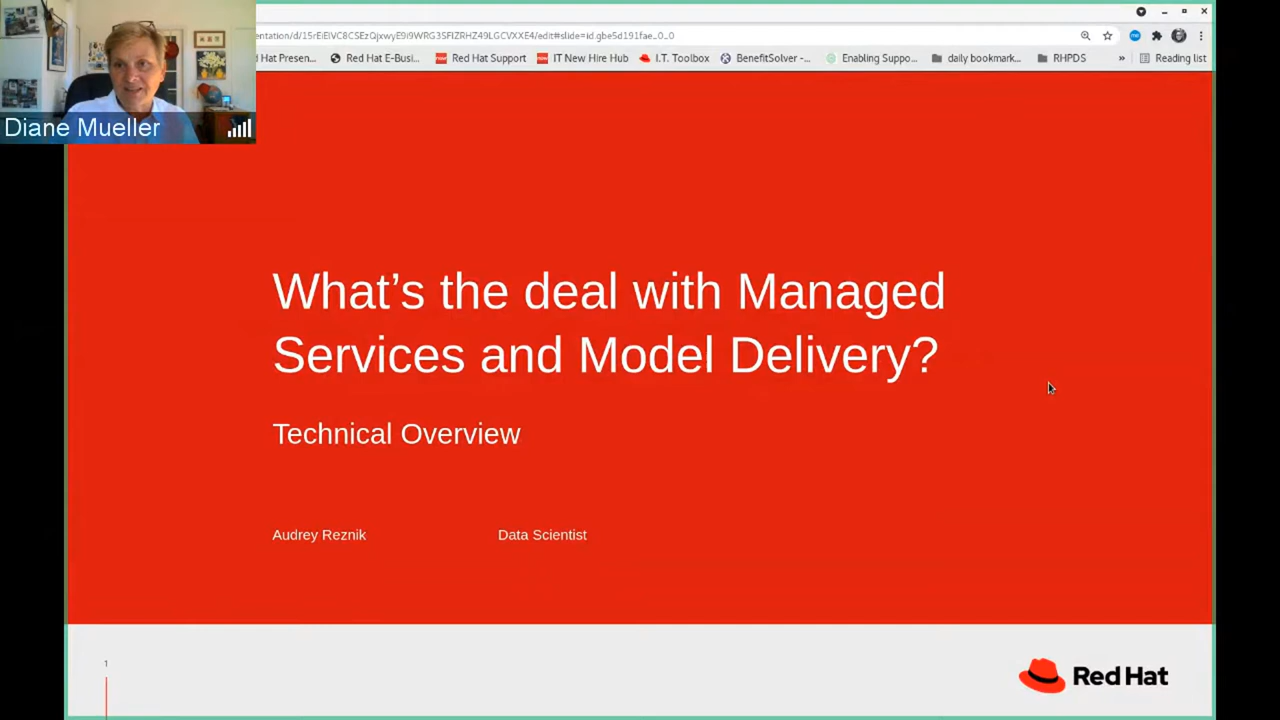 Diane Mueller
entation/d/15rEiEIVC8CSEzQjxwyE9i9WRG3SFIZRHZ49LGCVXXE4/edit#slide=id.gbe5d191fae_0_0
d Hat Presen...
Red Hat E-Busi...
Red Hat Support
IT New Hire Hub
I.T. Toolbox
BenefitSolver -...
Enabling Suppo...
daily bookmark...
RHPDS
»
Reading list
What’s the deal with Managed
Services and Model Delivery?
Technical Overview
Audrey Reznik
Data Scientist
1
Red Hat